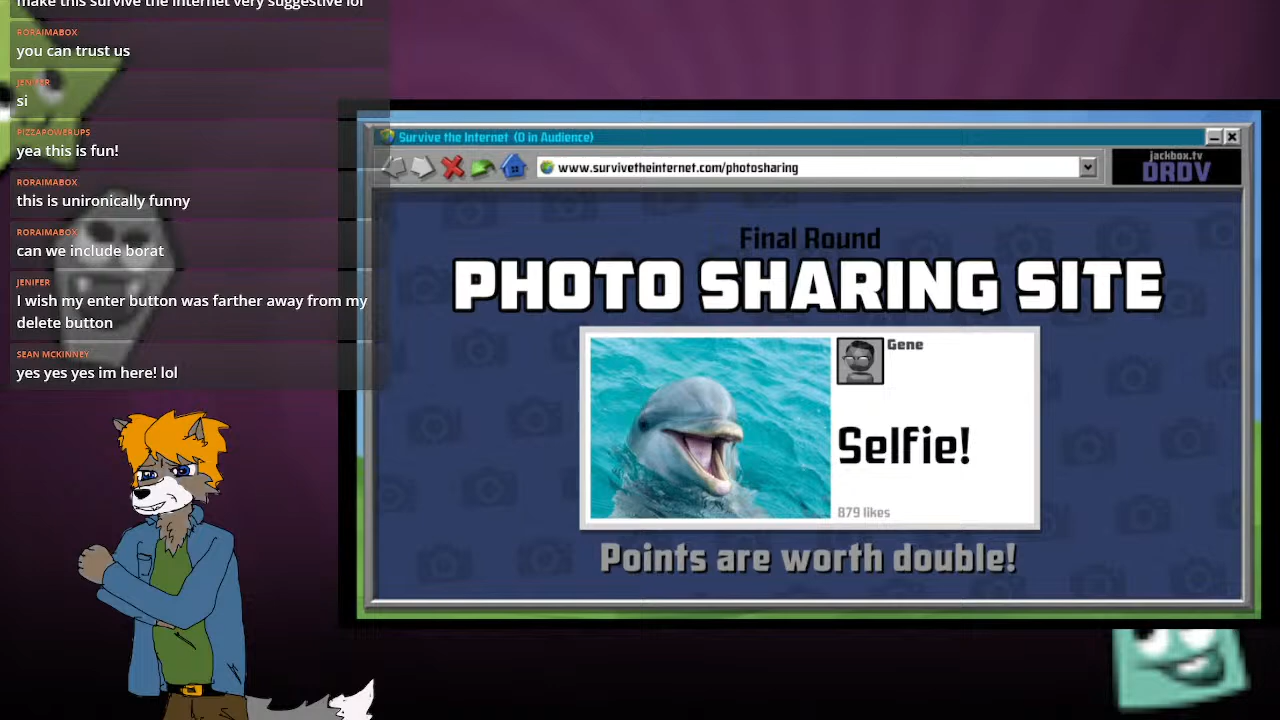 make this survive the internet very suggestive lol
RORAIMABOX
you can trust us
JENIFER
si
PIZZAPOWERUPS
yea this is fun!
RORAIMABOX
this is unironically funny
RORAIMABOX
can we include borat
JENIFER
I wish my enter button was farther away from my
delete button
SEAN MCKINNEY
yes yes yes im here! lol
Survive the Internet (0 in Audience)
www.survivetheinternet.com/photosharing
jackbox.tv
DRDV
Final Round
PHOTO SHARING SITE
Gene
Selfie!
879 likes
Points are worth double!